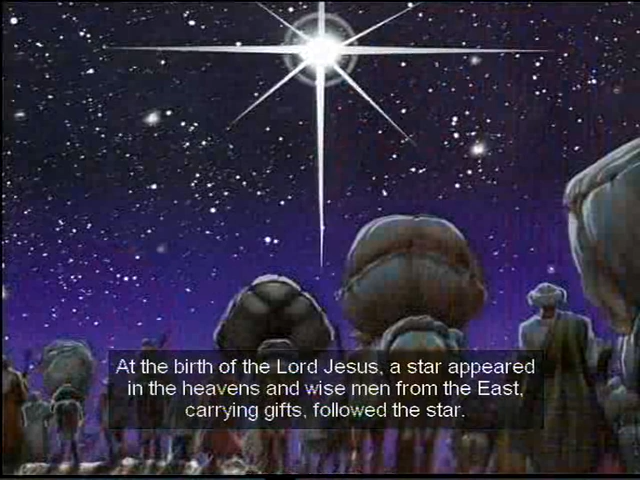 At the birth of the Lord Jesus, a star appeared
in the heavens and wise men from the East,
carrying gifts, followed the star.